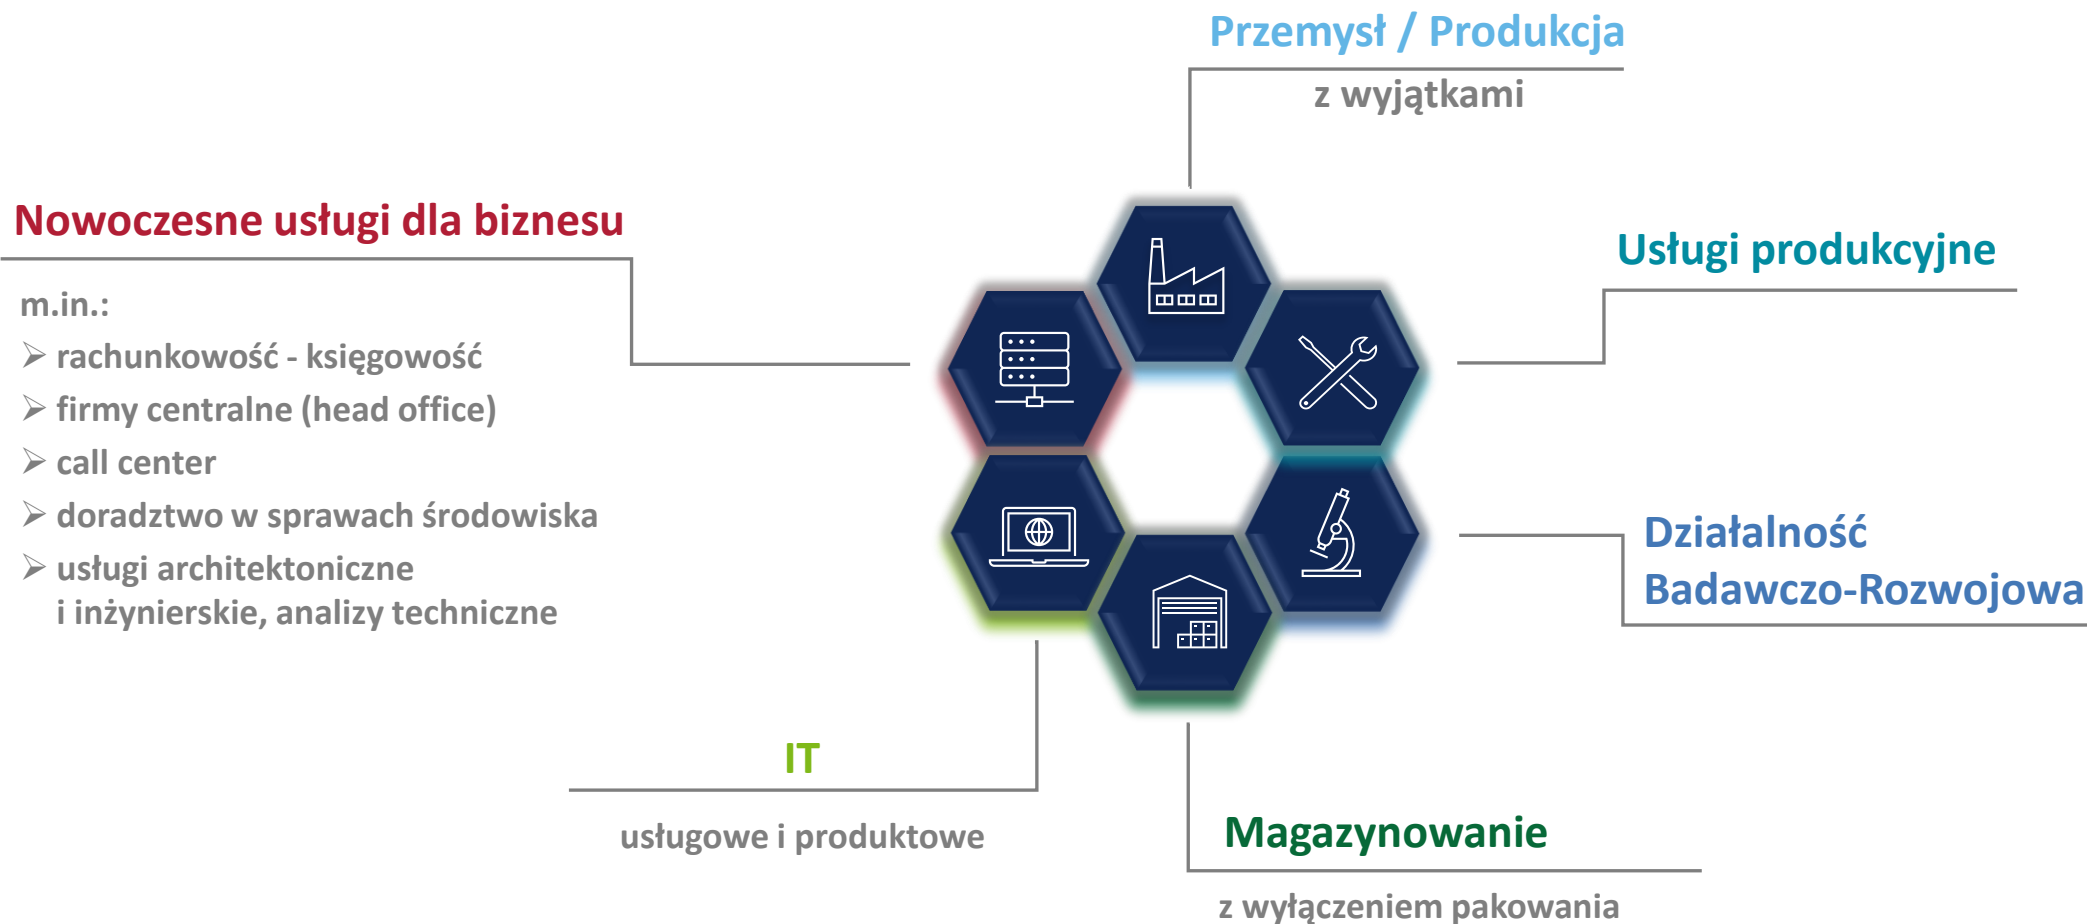 Przemysł / Produkcja
z wyjątkami
Nowoczesne usługi dla biznesu
m.in.:
➢ rachunkowość - księgowość
➢ firmy centralne (head office)
➢ call center
➢ doradztwo w sprawach środowiska
➢ usługi architektoniczne
i inżynierskie, analizy techniczne
Usługi produkcyjne
Działalność
Badawczo-Rozwojowa
IT
usługowe i produktowe
Magazynowanie
z wyłączeniem pakowania